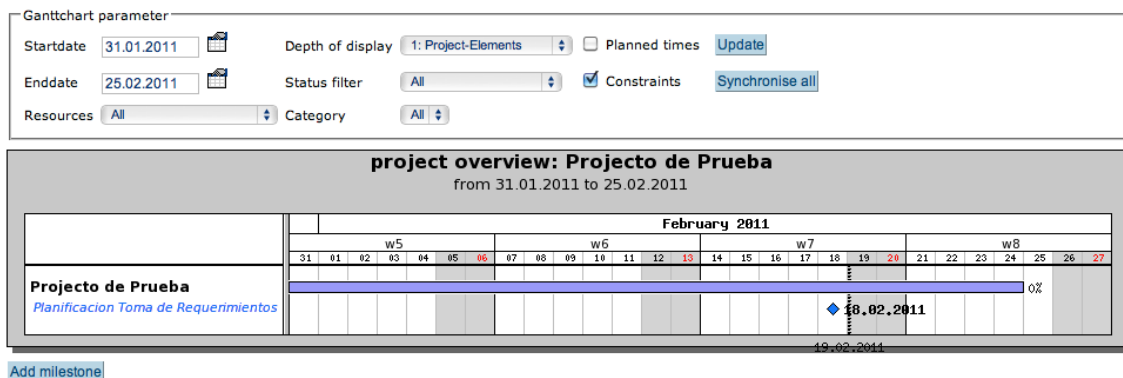 Ganttchart parameter
Startdate 31.01.2011 Depth of display 1: Project-Elements Planned times Update
Enddate 25.02.2011 Status filter All Constraints Synchronise all
Resources All Category All
project overview: Projecto de Prueba
from 31.01.2011 to 25.02.2011
February 2011
w5 w6 w7 w8
31 01 02 03 04 05 06 07 08 09 10 11 12 13 14 15 16 17 18 19 20 21 22 23 24 25 26 27
Projecto de Prueba 0%
Planificacion Toma de Requerimientos 18.02.2011
19.02.2011
Add milestone